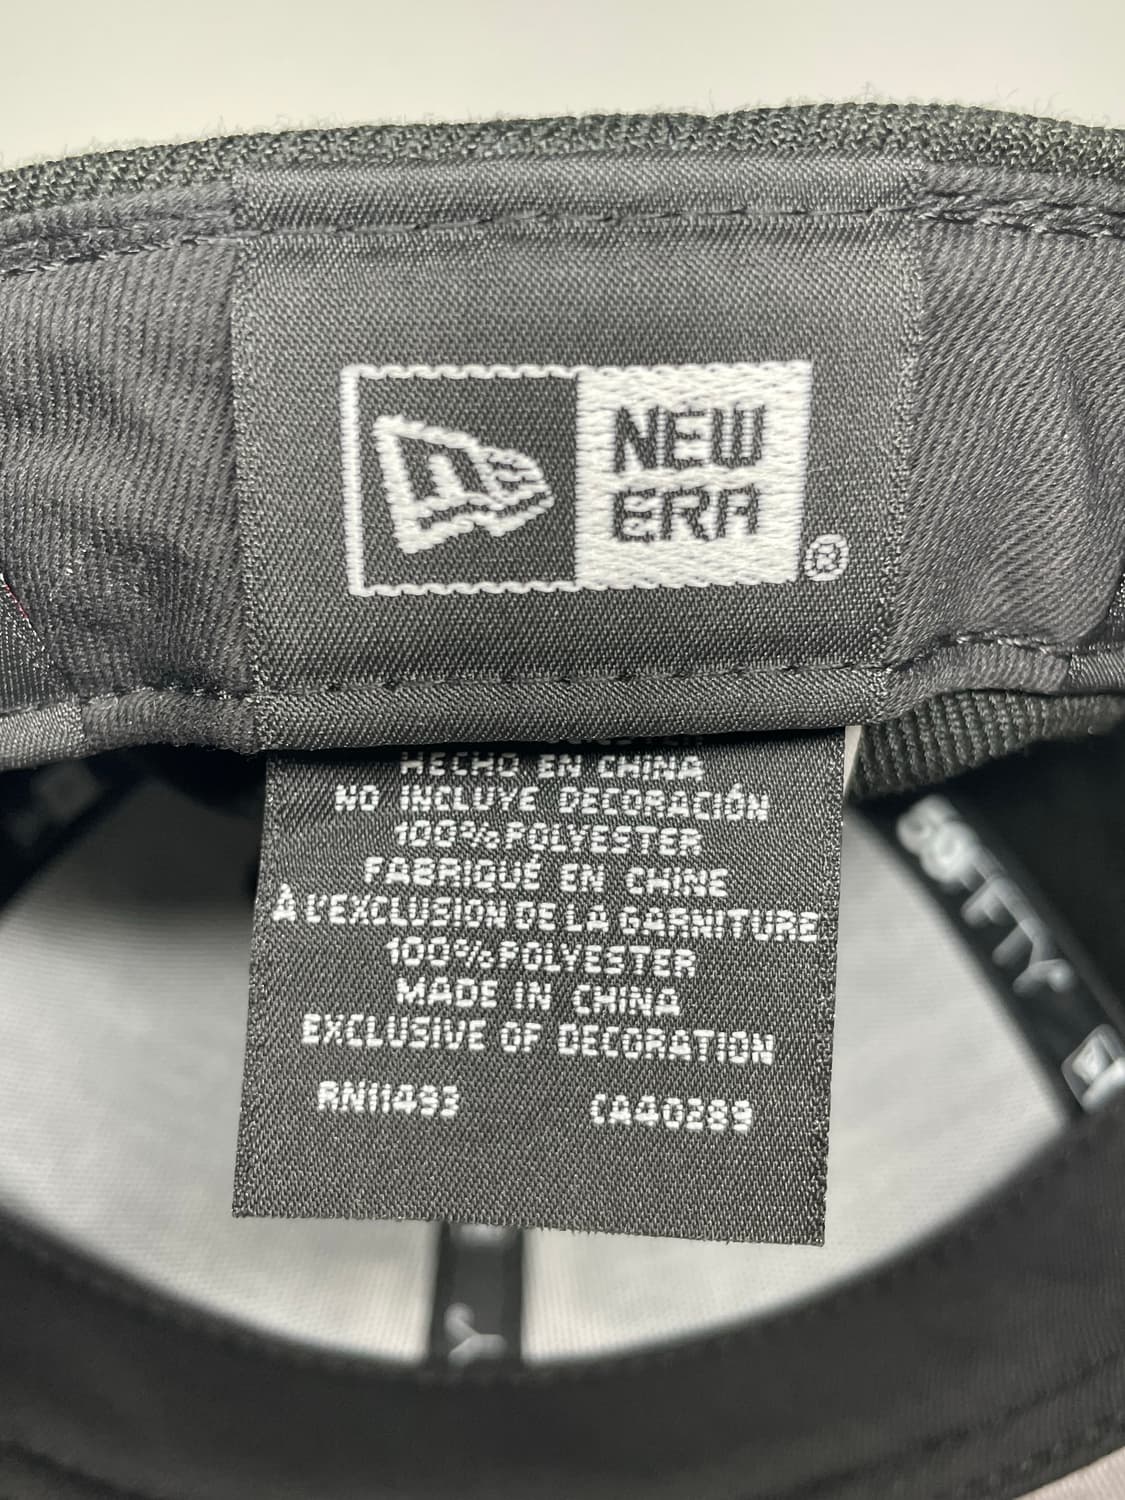 NEW
ERA
®
HECHO EN CHINA
NO INCLUYE DECORACIÓN
100% POLYESTER
FABRIQUÉ EN CHINE
À L'EXCLUSION DE LA GARNITURE
100% POLYESTER
MADE IN CHINA
EXCLUSIVE OF DECORATION
RN11493 CA40289
59FIFTY
Y